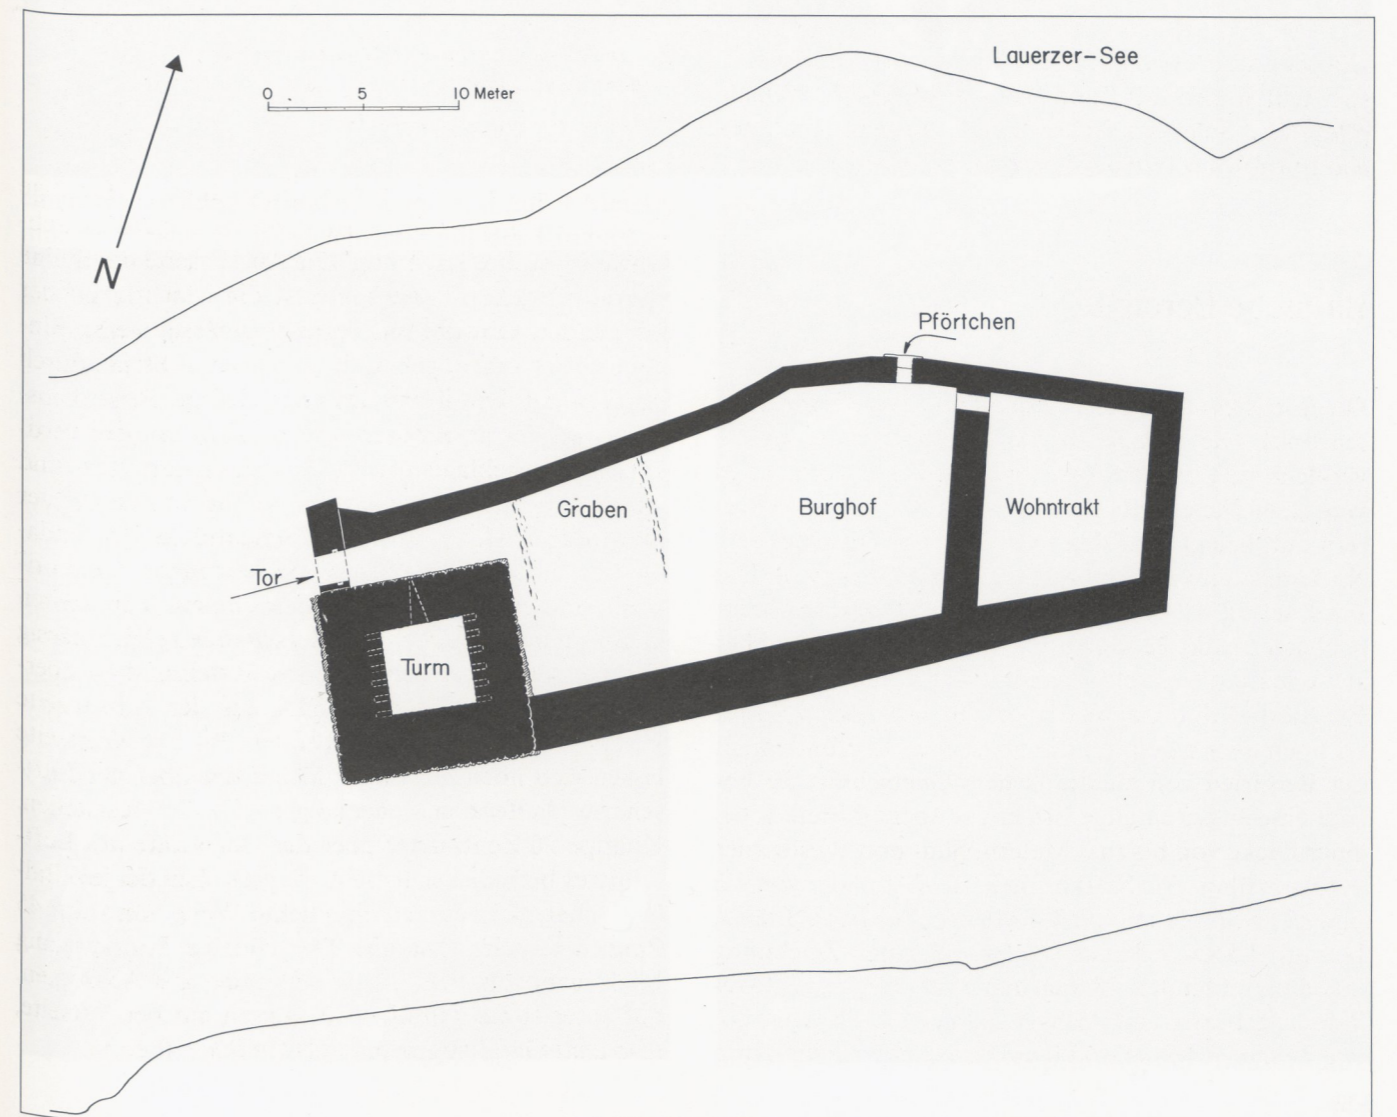 Lauerzer–See
0 5 10 Meter
N
Pförtchen
Graben
Burghof
Wohntrakt
Tor
Turm